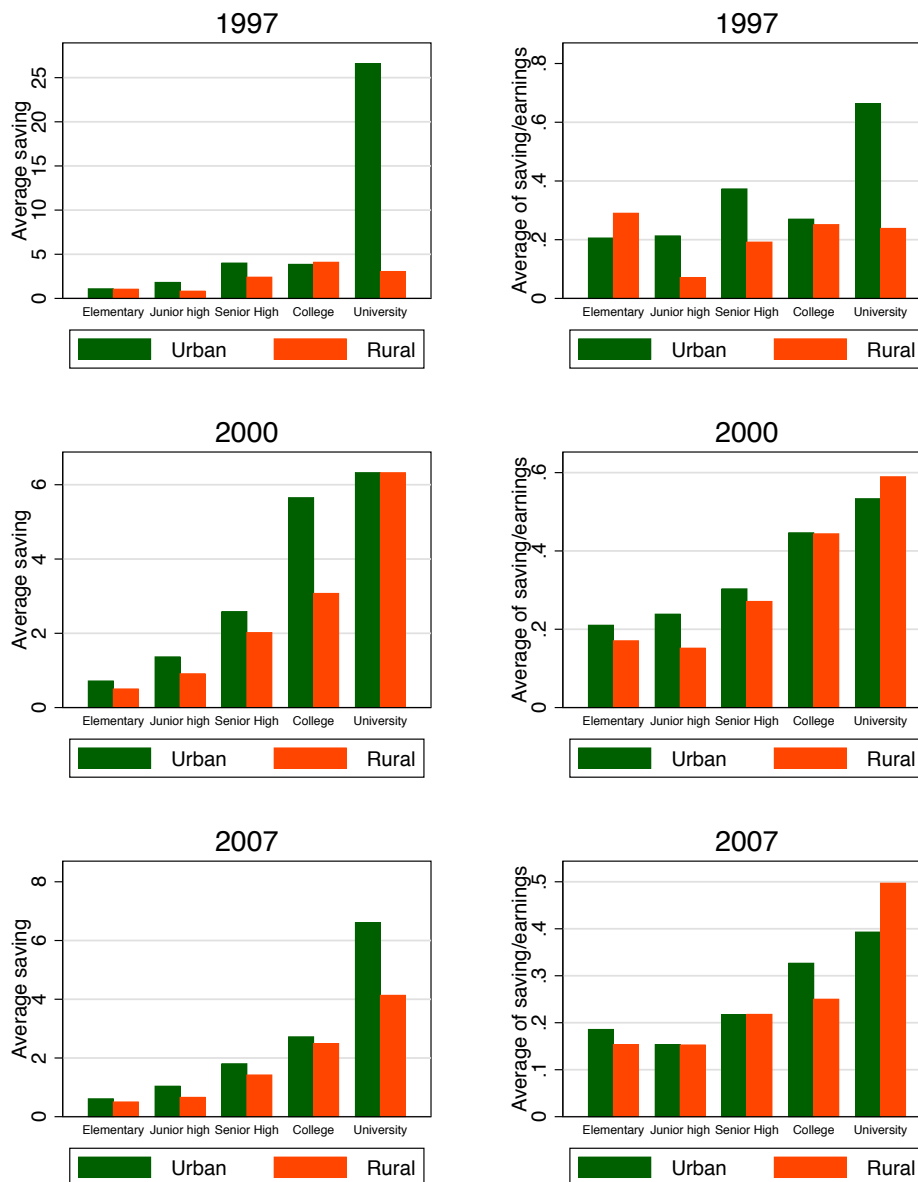 1997
Average saving
0 5 10 15 20 25
Elementary Junior high Senior High College University
Urban Rural
1997
Average of saving/earnings
0 .2 .4 .6 .8
Elementary Junior high Senior High College University
Urban Rural
2000
Average saving
0 2 4 6
Elementary Junior high Senior High College University
Urban Rural
2000
Average of saving/earnings
0 .2 .4 .6
Elementary Junior high Senior High College University
Urban Rural
2007
Average saving
0 2 4 6 8
Elementary Junior high Senior High College University
Urban Rural
2007
Average of saving/earnings
0 .1 .2 .3 .4 .5
Elementary Junior high Senior High College University
Urban Rural